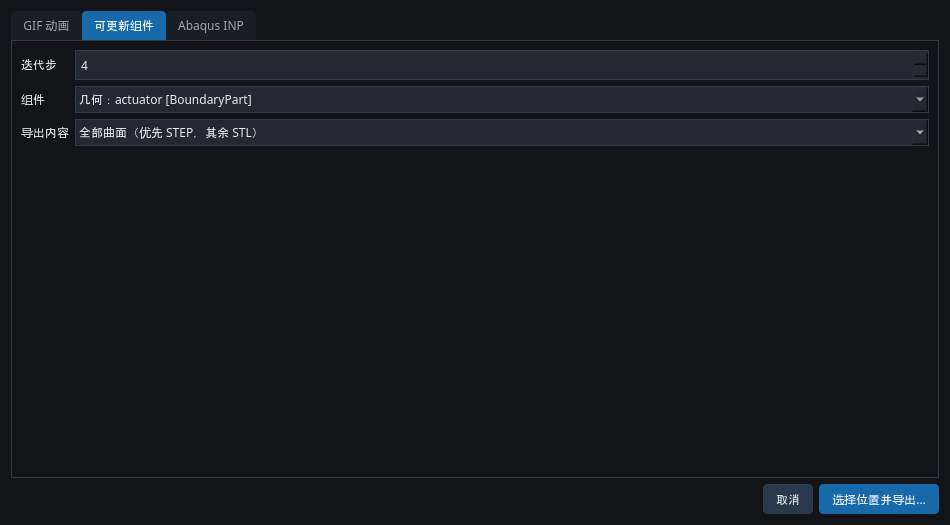 GIF 动画 可更新组件 Abaqus INP
迭代步 4
组件 几何：actuator [BoundaryPart]
导出内容 全部曲面（优先 STEP，其余 STL）
取消 选择位置并导出...